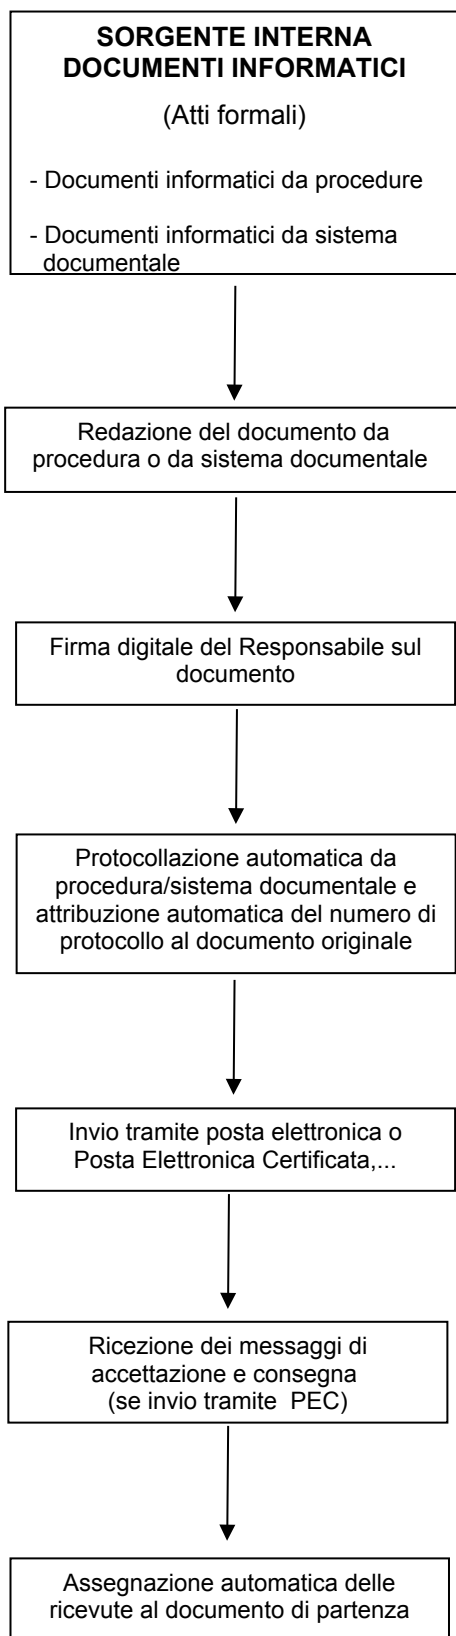 SORGENTE INTERNA
DOCUMENTI INFORMATICI
(Atti formali)
- Documenti informatici da procedure
- Documenti informatici da sistema
documentale
Redazione del documento da
procedura o da sistema documentale
Firma digitale del Responsabile sul
documento
Protocollazione automatica da
procedura/sistema documentale e
attribuzione automatica del numero di
protocollo al documento originale
Invio tramite posta elettronica o
Posta Elettronica Certificata,...
Ricezione dei messaggi di
accettazione e consegna
(se invio tramite PEC)
Assegnazione automatica delle
ricevute al documento di partenza